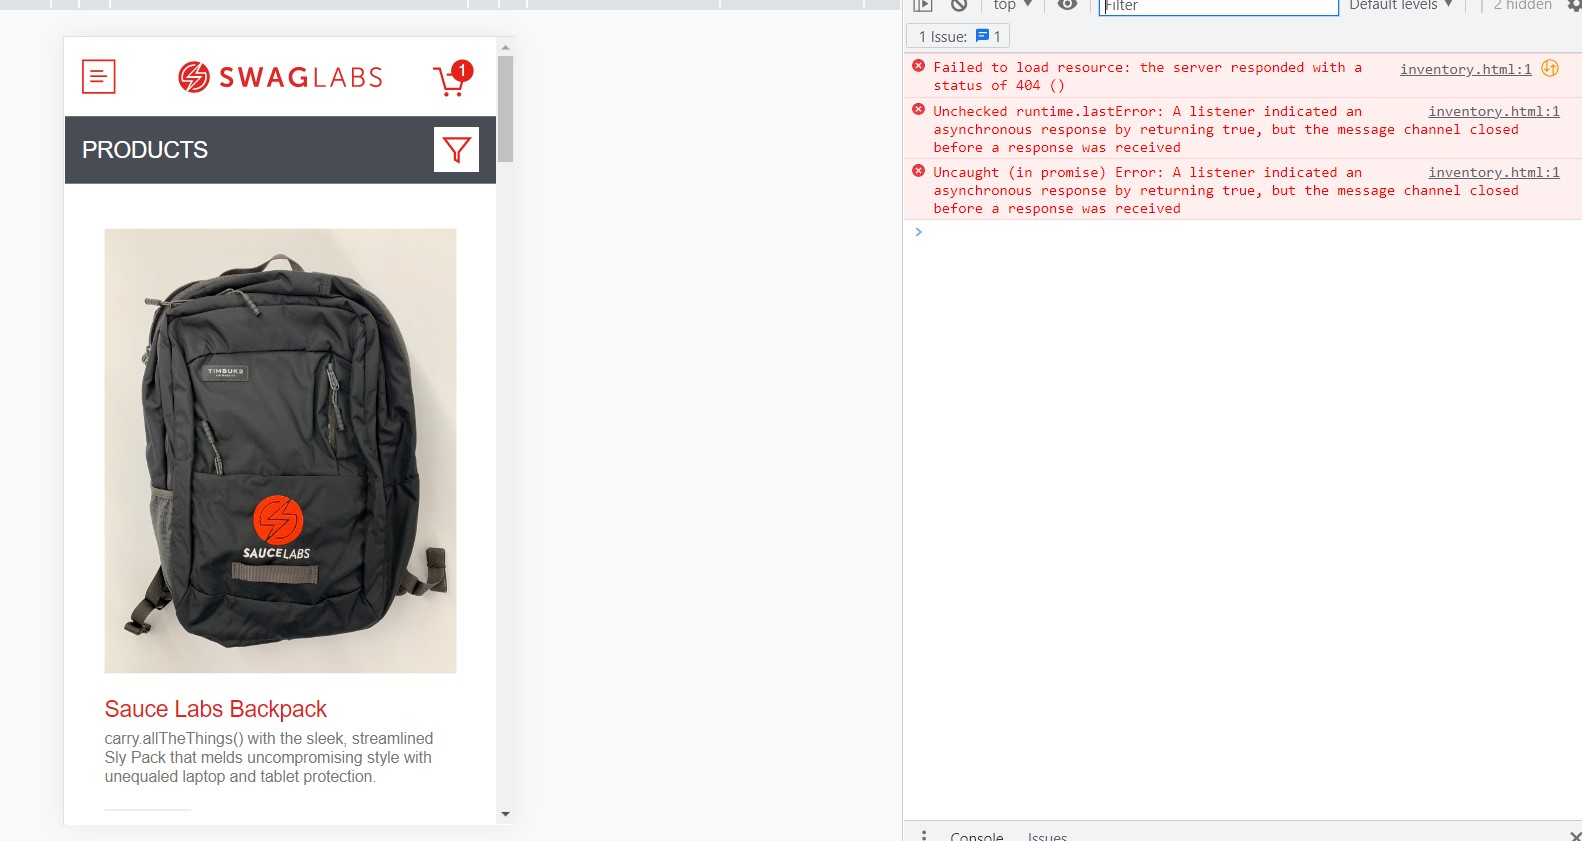 top
Filter
Default levels
2 hidden
1 Issue: 1
SWAGLABS
1
PRODUCTS
TIMBUK2
SAUCE LABS
Sauce Labs Backpack
carry.allTheThings() with the sleek, streamlined
Sly Pack that melds uncompromising style with
unequaled laptop and tablet protection.
Failed to load resource: the server responded with a inventory.html:1
status of 404 ()
Unchecked runtime.lastError: A listener indicated an inventory.html:1
asynchronous response by returning true, but the message channel closed
before a response was received
Uncaught (in promise) Error: A listener indicated an inventory.html:1
asynchronous response by returning true, but the message channel closed
before a response was received
Console
Issues